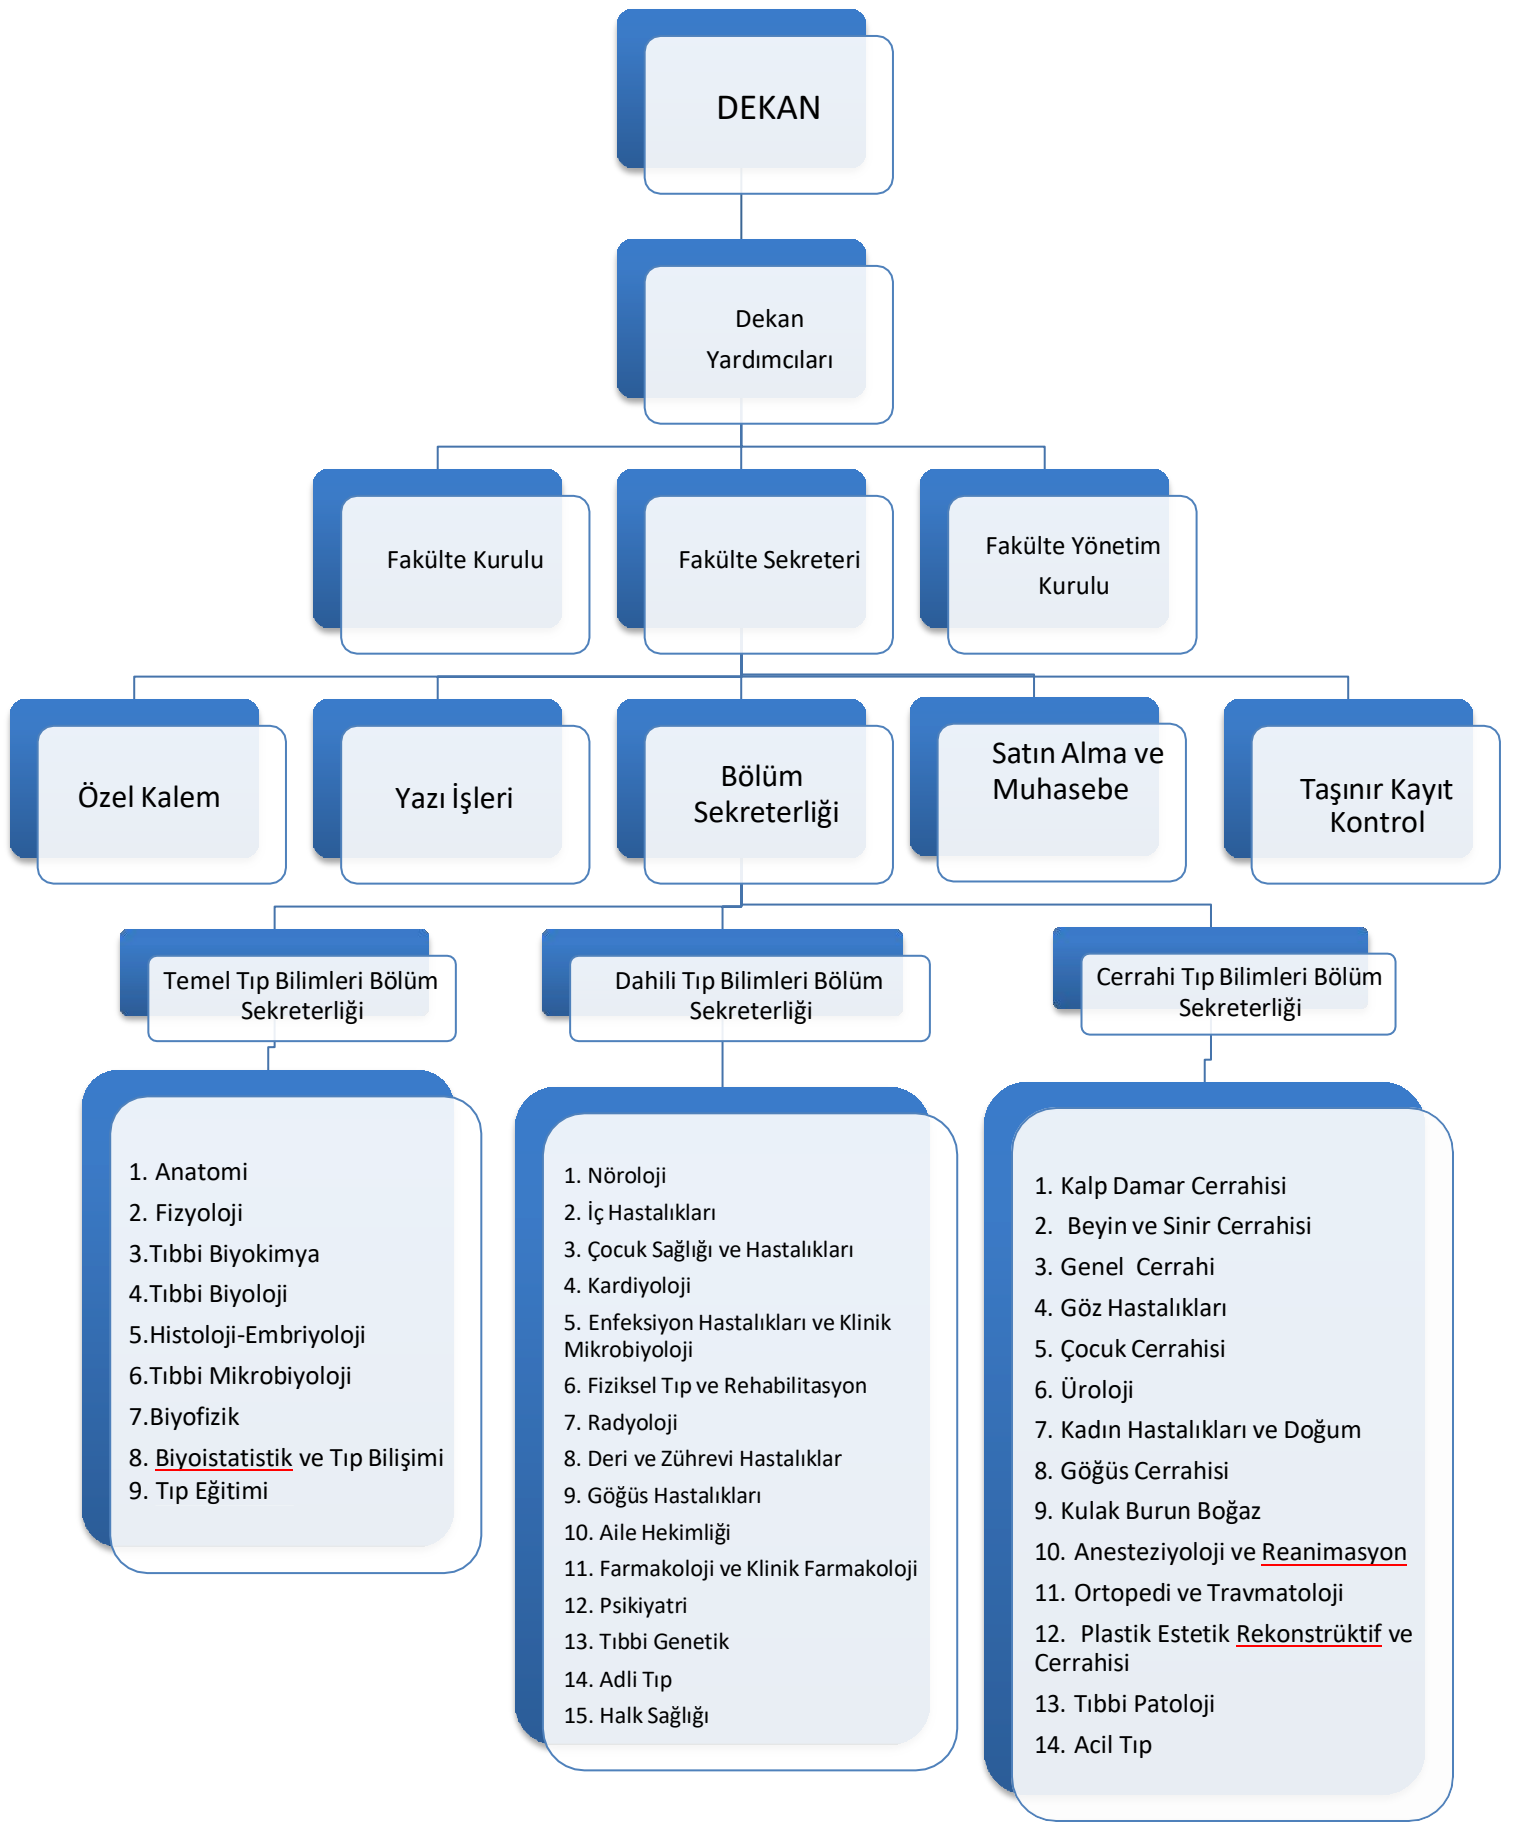 DEKAN
Dekan
Yardımcıları
Fakülte Kurulu
Fakülte Sekreteri
Fakülte Yönetim
Kurulu
Özel Kalem
Yazı İşleri
Bölüm
Sekreterliği
Satın Alma ve
Muhasebe
Taşınır Kayıt
Kontrol
Temel Tıp Bilimleri Bölüm
Sekreterliği
Dahili Tıp Bilimleri Bölüm
Sekreterliği
Cerrahi Tıp Bilimleri Bölüm
Sekreterliği
1. Anatomi
2. Fizyoloji
3.Tıbbi Biyokimya
4.Tıbbi Biyoloji
5.Histoloji-Embriyoloji
6.Tıbbi Mikrobiyoloji
7.Biyofizik
8. Biyoistatistik ve Tıp Bilişimi
9. Tıp Eğitimi
1. Nöroloji
2. İç Hastalıkları
3. Çocuk Sağlığı ve Hastalıkları
4. Kardiyoloji
5. Enfeksiyon Hastalıkları ve Klinik
Mikrobiyoloji
6. Fiziksel Tıp ve Rehabilitasyon
7. Radyoloji
8. Deri ve Zührevi Hastalıklar
9. Göğüs Hastalıkları
10. Aile Hekimliği
11. Farmakoloji ve Klinik Farmakoloji
12. Psikiyatri
13. Tıbbi Genetik
14. Adli Tıp
15. Halk Sağlığı
1. Kalp Damar Cerrahisi
2. Beyin ve Sinir Cerrahisi
3. Genel Cerrahi
4. Göz Hastalıkları
5. Çocuk Cerrahisi
6. Üroloji
7. Kadın Hastalıkları ve Doğum
8. Göğüs Cerrahisi
9. Kulak Burun Boğaz
10. Anesteziyoloji ve Reanimasyon
11. Ortopedi ve Travmatoloji
12. Plastik Estetik Rekonstrüktif ve
Cerrahisi
13. Tıbbi Patoloji
14. Acil Tıp